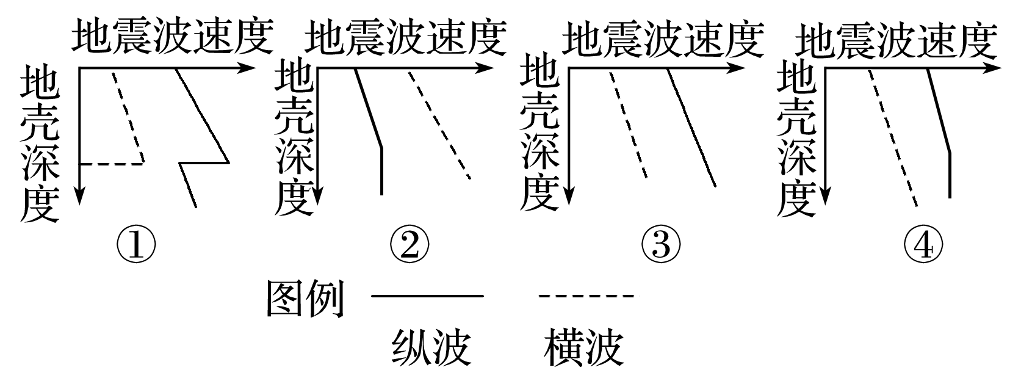 地震波速度
地壳深度
①
地震波速度
地壳深度
②
地震波速度
地壳深度
③
地震波速度
地壳深度
④
图例
纵波
横波